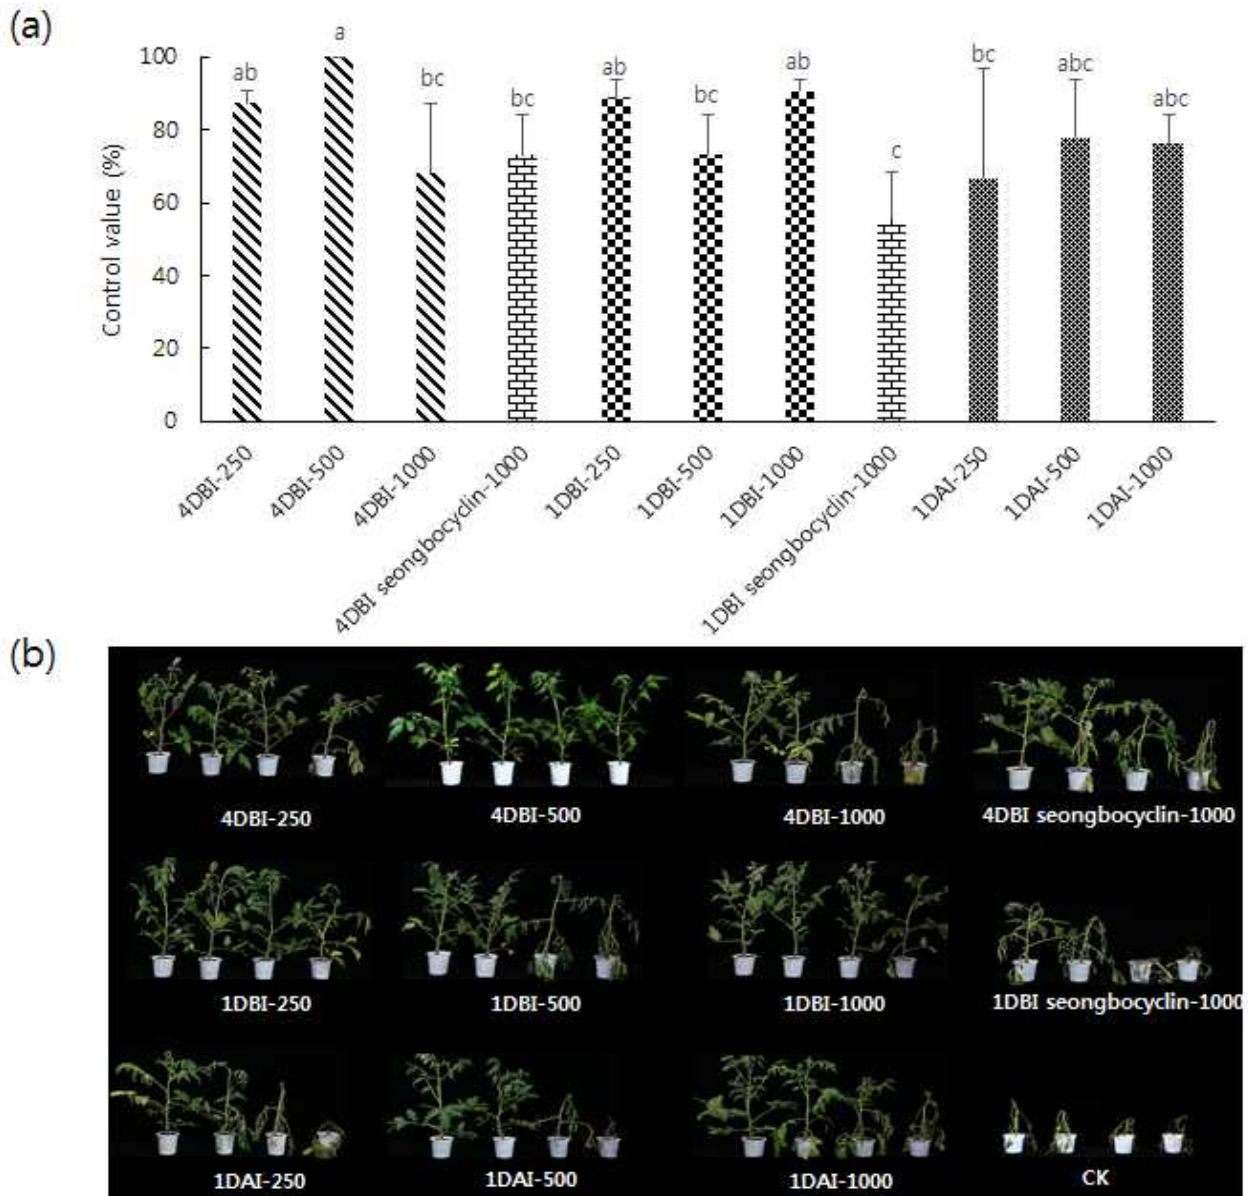 (a)
Control value (%)
100
80
60
40
20
0
ab
a
bc
bc
ab
bc
ab
c
bc
abc
abc
4DBI-250
4DBI-500
4DBI-1000
4DBI seongbocyclin-1000
1DBI-250
1DBI-500
1DBI-1000
1DBI seongbocyclin-1000
1DAI-250
1DAI-500
1DAI-1000
(b)
4DBI-250
4DBI-500
4DBI-1000
4DBI seongbocyclin-1000
1DBI-250
1DBI-500
1DBI-1000
1DBI seongbocyclin-1000
1DAI-250
1DAI-500
1DAI-1000
CK